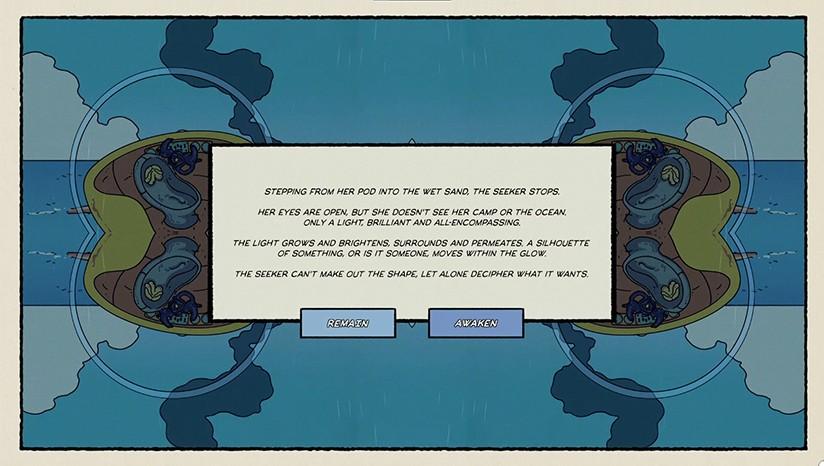 STEPPING FROM HER POD INTO THE WET SAND, THE SEEKER STOPS.
HER EYES ARE OPEN, BUT SHE DOESN'T SEE HER CAMP OR THE OCEAN.
ONLY A LIGHT, BRILLIANT AND ALL-ENCOMPASSING.
THE LIGHT GROWS AND BRIGHTENS, SURROUNDS AND PERMEATES. A SILHOUETTE
OF SOMETHING, OR IS IT SOMEONE, MOVES WITHIN THE GLOW.
THE SEEKER CAN'T MAKE OUT THE SHAPE, LET ALONE DECIPHER WHAT IT WANTS.
REMAIN
AWAKEN